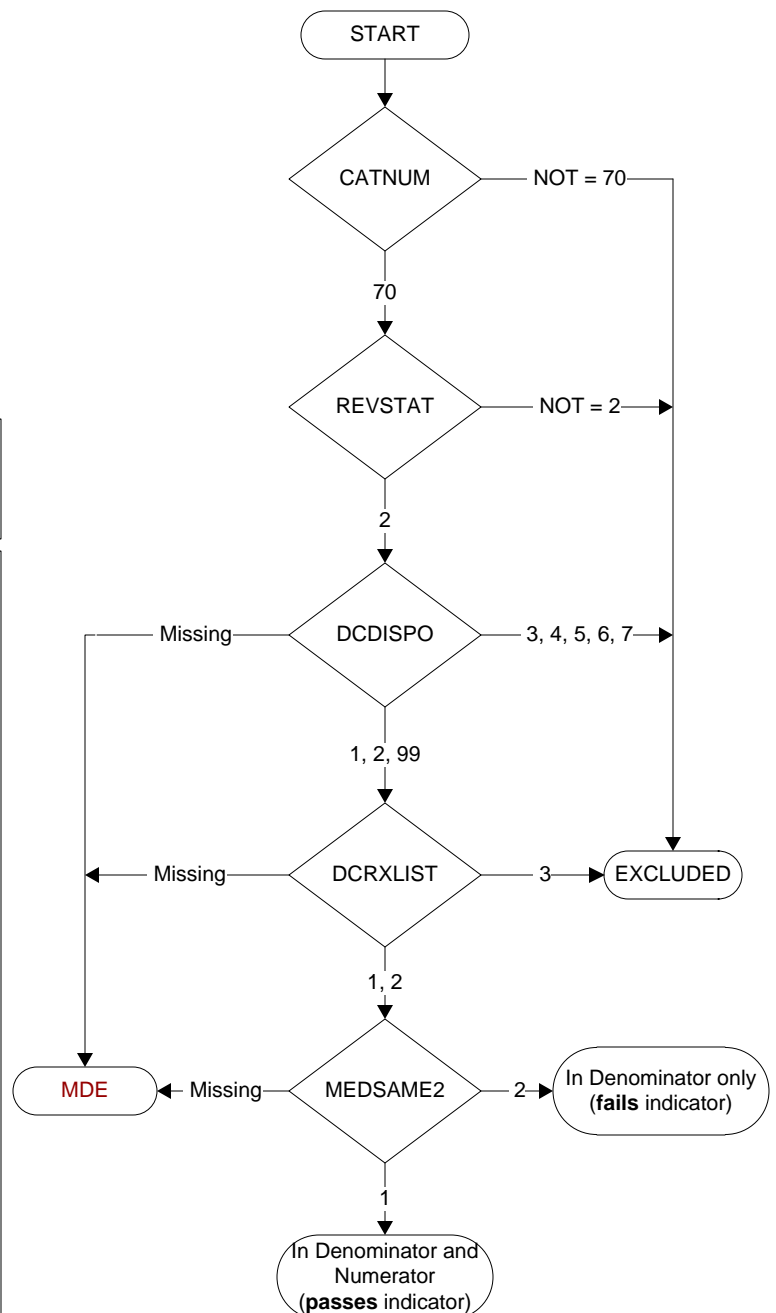 START
CATNUM
NOT = 70
70
REVSTAT
NOT = 2
2
Missing
DCDISPO
3, 4, 5, 6, 7
1, 2, 99
Missing
DCRXLIST
3
EXCLUDED
1, 2
MDE
Missing
MEDSAME2
2
In Denominator only
(fails indicator)
1
In Denominator and
Numerator
(passes indicator)